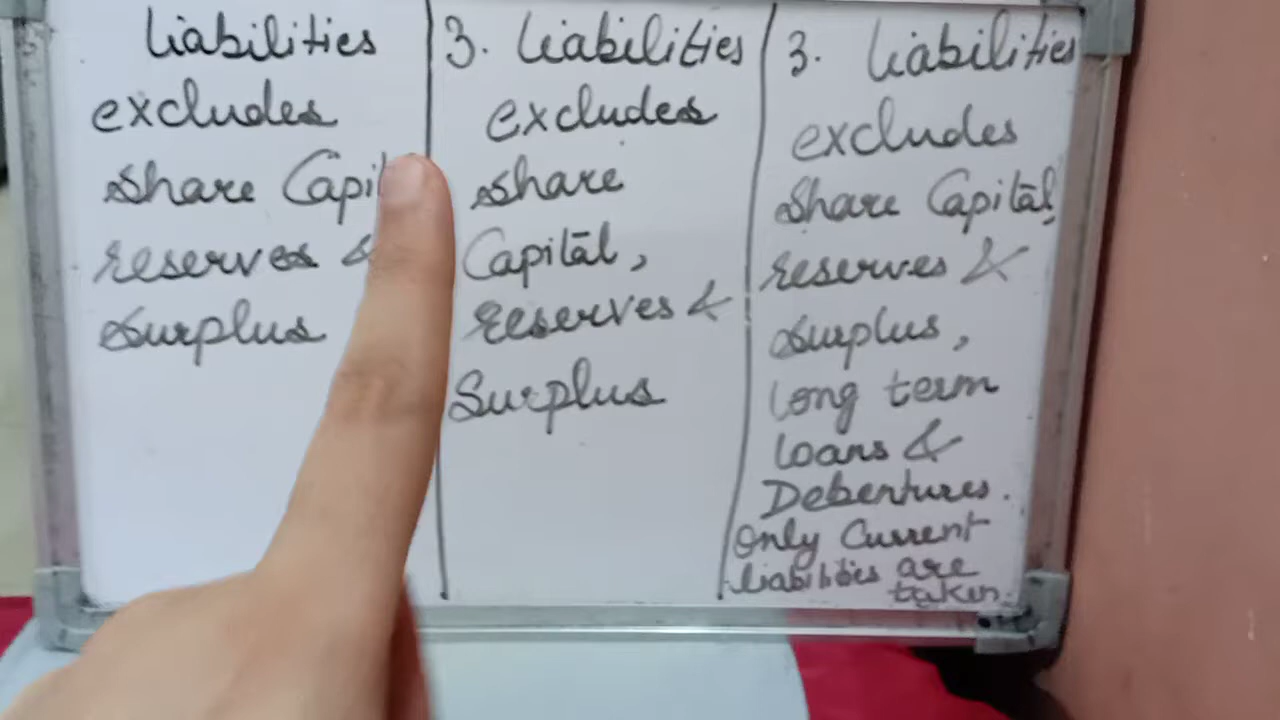 Liabilities
excludes
Share Capi
reserves &
Surplus
3. Liabilities
excludes
Share
Capital,
Reserves &
Surplus
3. Liabilities
excludes
Share Capital,
reserves &
Surplus,
Long term
Loans &
Debentures.
Only Current
liabilities are
taken.